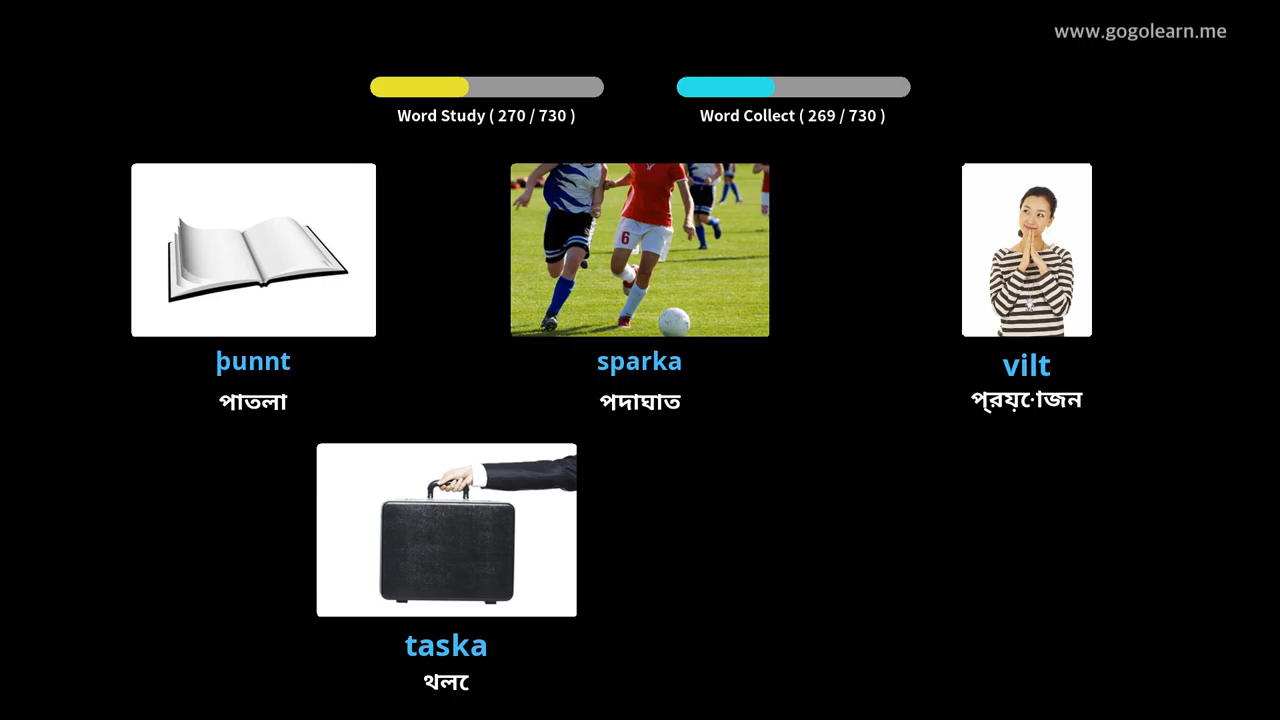 www.gogolearn.me
Word Study ( 270 / 730 )
Word Collect ( 269 / 730 )
þunnt
sparka
vilt
পাতলা
পদাঘাত
প্রয়োজন
taska
থলে